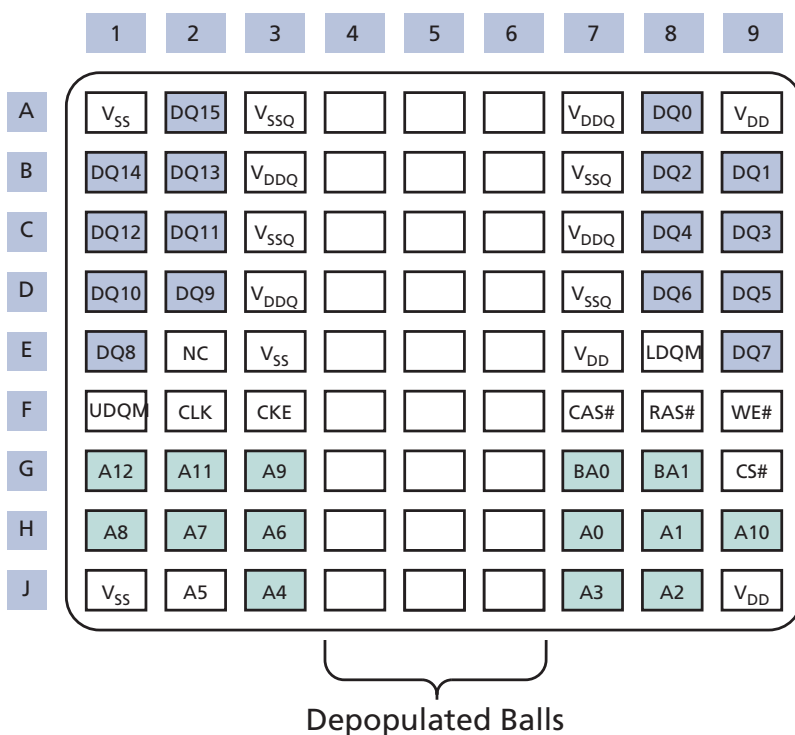 1 2 3 4 5 6 7 8 9
A VSS DQ15 VSSQ VDDQ DQ0 VDD
B DQ14 DQ13 VDDQ VSSQ DQ2 DQ1
C DQ12 DQ11 VSSQ VDDQ DQ4 DQ3
D DQ10 DQ9 VDDQ VSSQ DQ6 DQ5
E DQ8 NC VSS VDD LDQM DQ7
F UDQM CLK CKE CAS# RAS# WE#
G A12 A11 A9 BA0 BA1 CS#
H A8 A7 A6 A0 A1 A10
J VSS A5 A4 A3 A2 VDD
Depopulated Balls